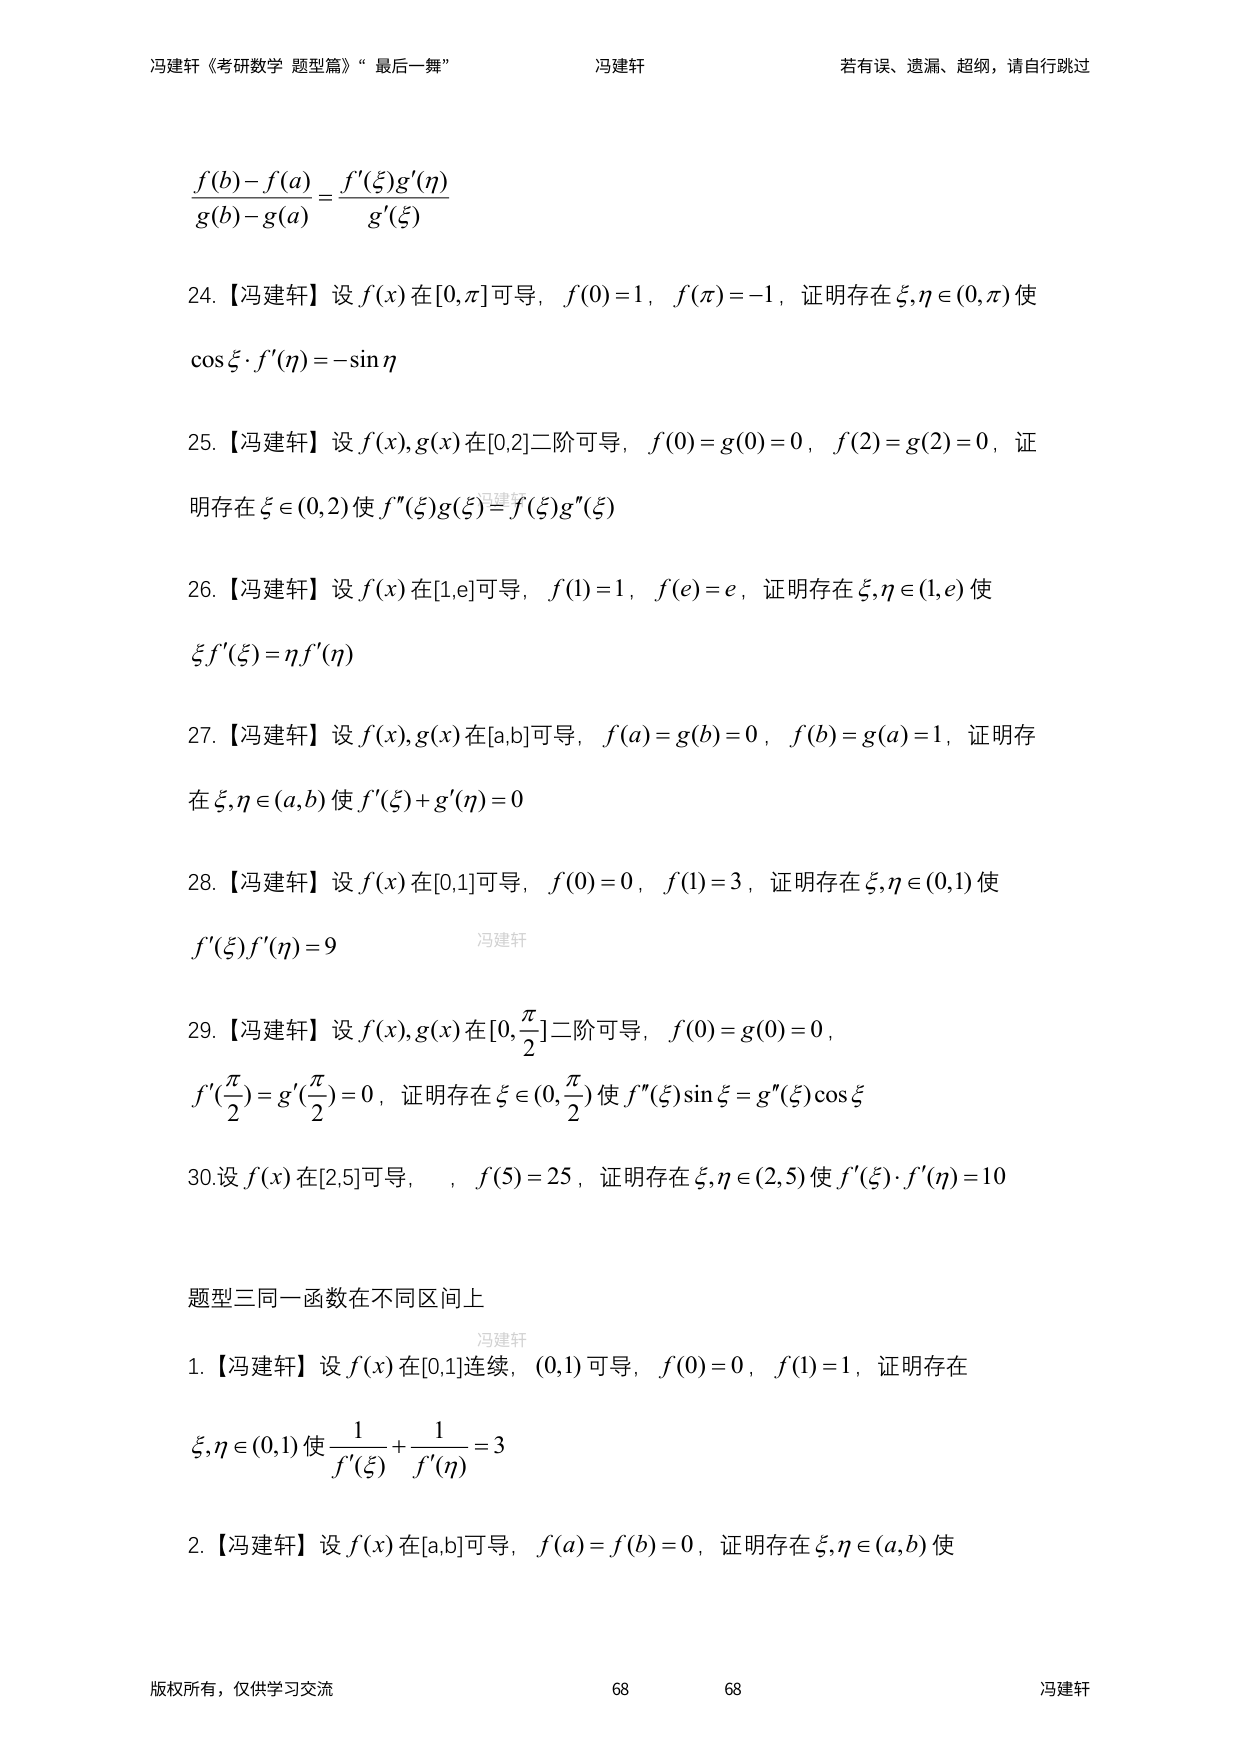 冯建轩《考研数学 题型篇》“ 最后一舞” 冯建轩 若有误、遗漏、超纲，请自行跳过
\frac{f(b)-f(a)}{g(b)-g(a)} = \frac{f'(ξ)g'(η)}{g'(ξ)}
24.【冯建轩】设 f(x) 在[0,π]可导， f(0)=1， f(π)=-1，证明存在 ξ,η∈(0,π) 使
cosξ·f'(η)=-sinη
25.【冯建轩】设 f(x),g(x) 在[0,2]二阶可导， f(0)=g(0)=0， f(2)=g(2)=0，证
明存在 ξ∈(0,2) 使 f″(ξ)g(ξ)=f(ξ)g″(ξ)
冯建轩
26.【冯建轩】设 f(x) 在[1,e]可导， f(1)=1， f(e)=e，证明存在 ξ,η∈(1,e) 使
ξf'(ξ)=ηf'(η)
27.【冯建轩】设 f(x),g(x) 在[a,b]可导， f(a)=g(b)=0， f(b)=g(a)=1，证明存
在 ξ,η∈(a,b) 使 f'(ξ)+g'(η)=0
28.【冯建轩】设 f(x) 在[0,1]可导， f(0)=0， f(1)=3，证明存在 ξ,η∈(0,1) 使
f'(ξ)f'(η)=9
冯建轩
29.【冯建轩】设 f(x),g(x) 在[0,\frac{π}{2}]二阶可导， f(0)=g(0)=0，
f'(\frac{π}{2})=g'(\frac{π}{2})=0，证明存在 ξ∈(0,\frac{π}{2}) 使 f″(ξ)sinξ=g″(ξ)cosξ
30.设 f(x) 在[2,5]可导， ， f(5)=25，证明存在 ξ,η∈(2,5) 使 f'(ξ)·f'(η)=10
题型三同一函数在不同区间上
冯建轩
1.【冯建轩】设 f(x) 在[0,1]连续， (0,1) 可导， f(0)=0， f(1)=1，证明存在
ξ,η∈(0,1) 使 \frac{1}{f'(ξ)}+\frac{1}{f'(η)}=3
2.【冯建轩】设 f(x) 在[a,b]可导， f(a)=f(b)=0，证明存在 ξ,η∈(a,b) 使
版权所有，仅供学习交流 68 68 冯建轩